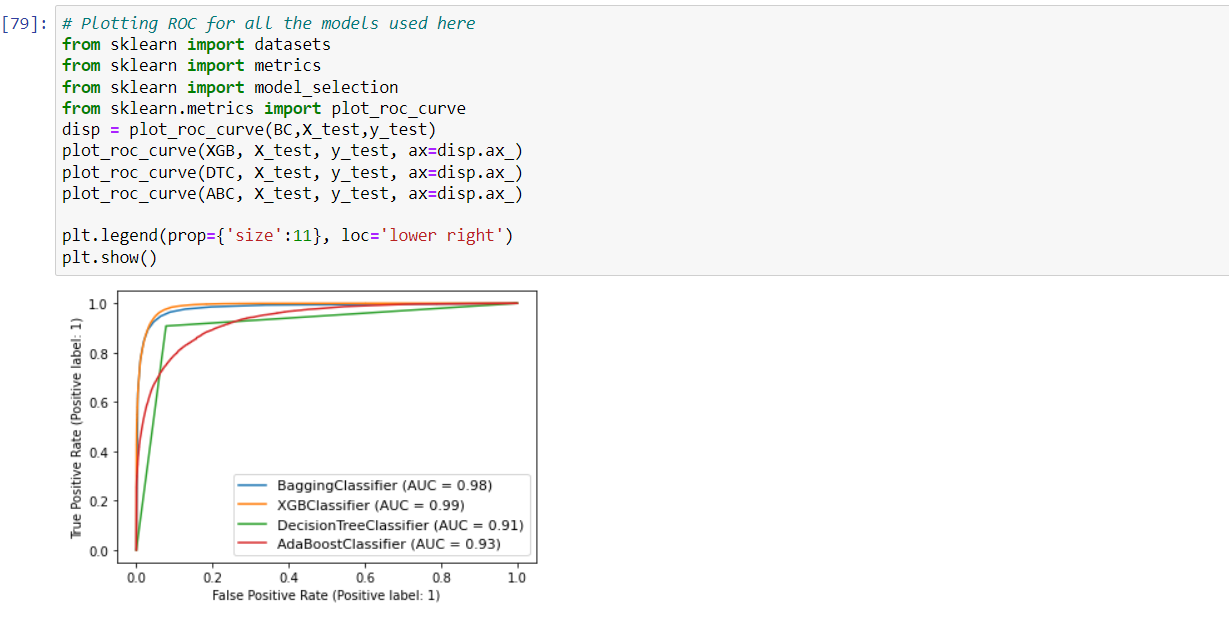 [79]: # Plotting ROC for all the models used here
from sklearn import datasets
from sklearn import metrics
from sklearn import model_selection
from sklearn.metrics import plot_roc_curve
disp = plot_roc_curve(BC,X_test,y_test)
plot_roc_curve(XGB, X_test, y_test, ax=disp.ax_)
plot_roc_curve(DTC, X_test, y_test, ax=disp.ax_)
plot_roc_curve(ABC, X_test, y_test, ax=disp.ax_)
plt.legend(prop={'size':11}, loc='lower right')
plt.show()
True Positive Rate (Positive label: 1)
1.0
0.8
0.6
0.4
0.2
0.0
BaggingClassifier (AUC = 0.98)
XGBClassifier (AUC = 0.99)
DecisionTreeClassifier (AUC = 0.91)
AdaBoostClassifier (AUC = 0.93)
0.0 0.2 0.4 0.6 0.8 1.0
False Positive Rate (Positive label: 1)